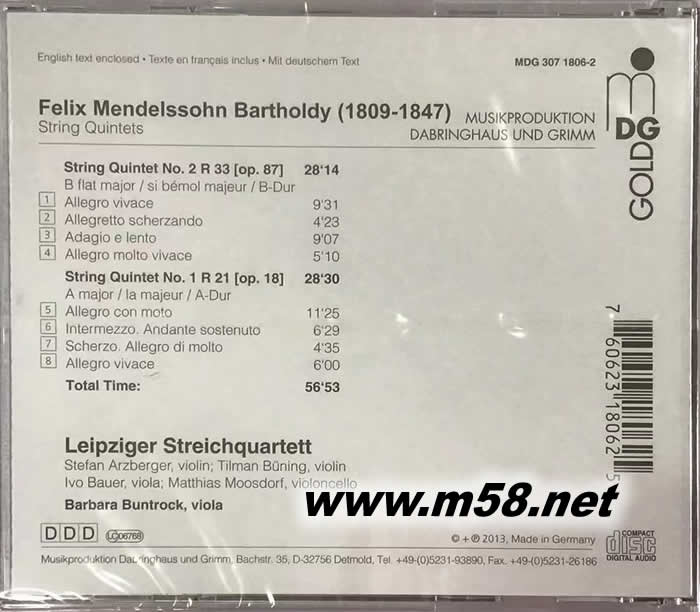 English text enclosed • Texte en français inclus • Mit deutschem Text
MDG 307 1806-2
Felix Mendelssohn Bartholdy (1809-1847)
String Quintets
MUSIKPRODUKTION
DABRINGHAUS UND GRIMM
mDG
GOLD
String Quintet No. 2 R 33 [op. 87] 28'14
B flat major / si bémol majeur / B-Dur
1 Allegro vivace 9'31
2 Allegretto scherzando 4'23
3 Adagio e lento 9'07
4 Allegro molto vivace 5'10
String Quintet No. 1 R 21 [op. 18] 28'30
A major / la majeur / A-Dur
5 Allegro con moto 11'25
6 Intermezzo. Andante sostenuto 6'29
7 Scherzo. Allegro di molto 4'35
8 Allegro vivace 6'00
Total Time: 56'53
7 60623 18062 5
Leipziger Streichquartett
Stefan Arzberger, violin; Tilman Büning, violin
Ivo Bauer, viola; Matthias Moosdorf, violoncello
Barbara Buntrock, viola
www.m58.net
DDD LC06768
© + ℗ 2013, Made in Germany
COMPACT
disc
DIGITAL AUDIO
Musikproduktion Dabringhaus und Grimm, Bachstr. 35, D-32756 Detmold, Tel. +49-(0)5231-93890, Fax. +49-(0)5231-26186